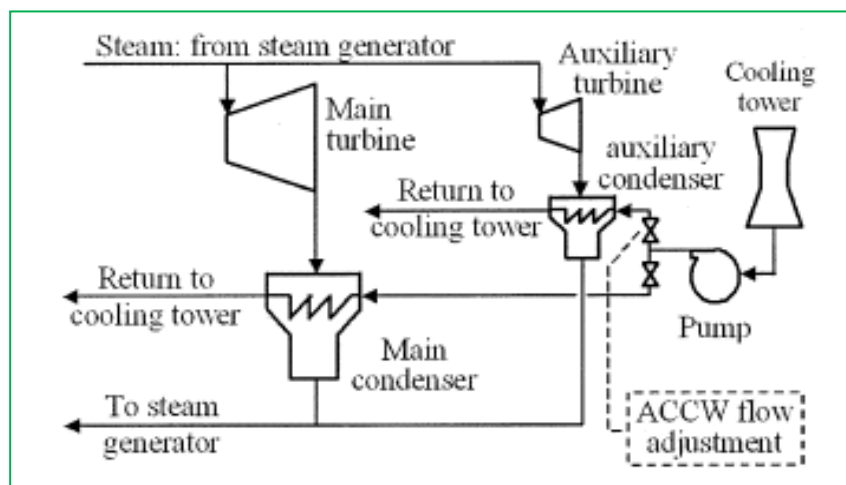 Steam: from steam generator
Auxiliary
turbine
Cooling
tower
Main
turbine
auxiliary
condenser
Return to
cooling tower
Return to
cooling tower
Pump
Main
condenser
To steam
generator
ACCW flow
adjustment